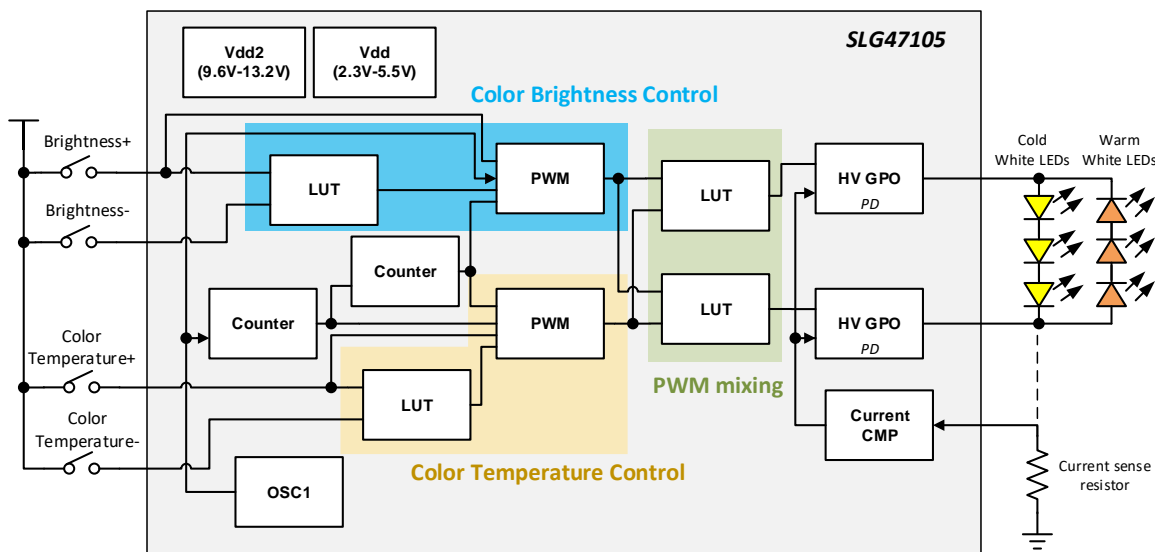 SLG47105
Vdd2
(9.6V-13.2V)
Vdd
(2.3V-5.5V)
Color Brightness Control
Brightness+
Cold
White LEDs
Warm
White LEDs
LUT
PWM
LUT
HV GPO
PD
Brightness-
Counter
Counter
PWM
LUT
HV GPO
PD
Color
Temperature+
PWM mixing
LUT
Color
Temperature-
Current
CMP
Color Temperature Control
Current sense
resistor
OSC1